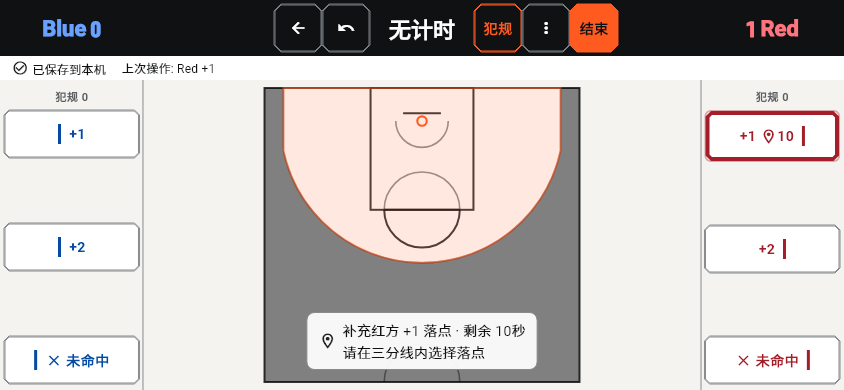 Blue 0
无计时
犯规
结束
1 Red
已保存到本机 上次操作: Red +1
犯规 0
+1
+2
× 未命中
补充红方 +1 落点 · 剩余 10秒
请在三分线内选择落点
犯规 0
+1 10
+2
× 未命中